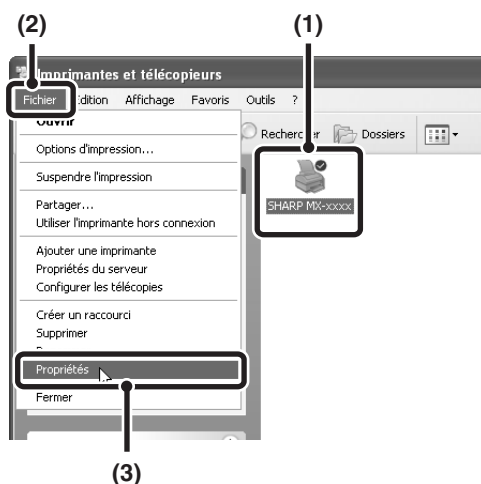 (2)
(1)
Imprimantes et télécopieurs
Fichier Edition Affichage Favoris Outils ?
Ouvrir
Rechercher Dossiers
Options d'impression...
Suspendre l'impression
SHARP MX-xxxx
Partager...
Utiliser l'imprimante hors connexion
Ajouter une imprimante
Propriétés du serveur
Configurer les télécopies
Créer un raccourci
Supprimer
Propriétés
Fermer
(3)